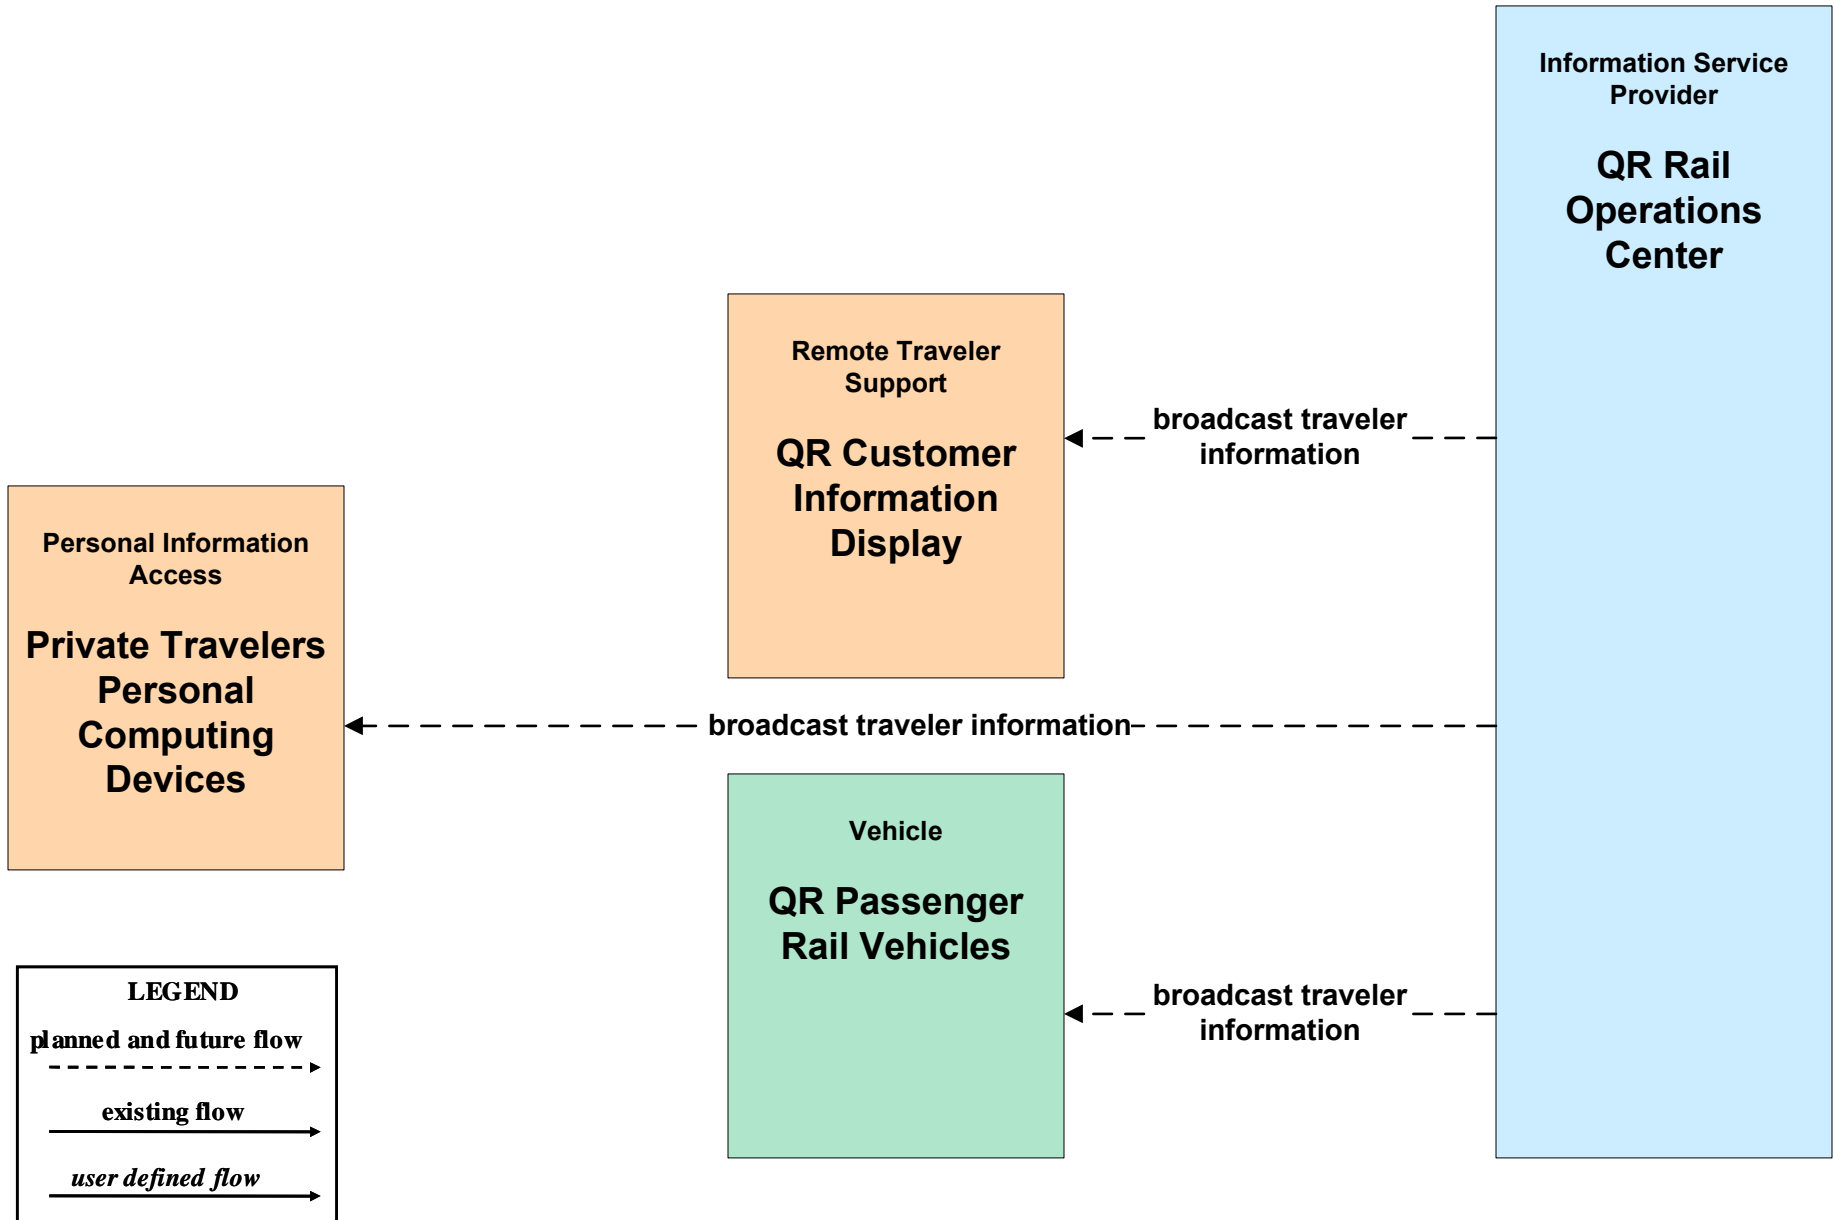 Information Service
Provider
QR Rail
Operations
Center
Remote Traveler
Support
QR Customer
Information
Display
broadcast traveler
information
Personal Information
Access
Private Travelers
Personal
Computing
Devices
broadcast traveler information
Vehicle
QR Passenger
Rail Vehicles
broadcast traveler
information
LEGEND
planned and future flow
existing flow
user defined flow